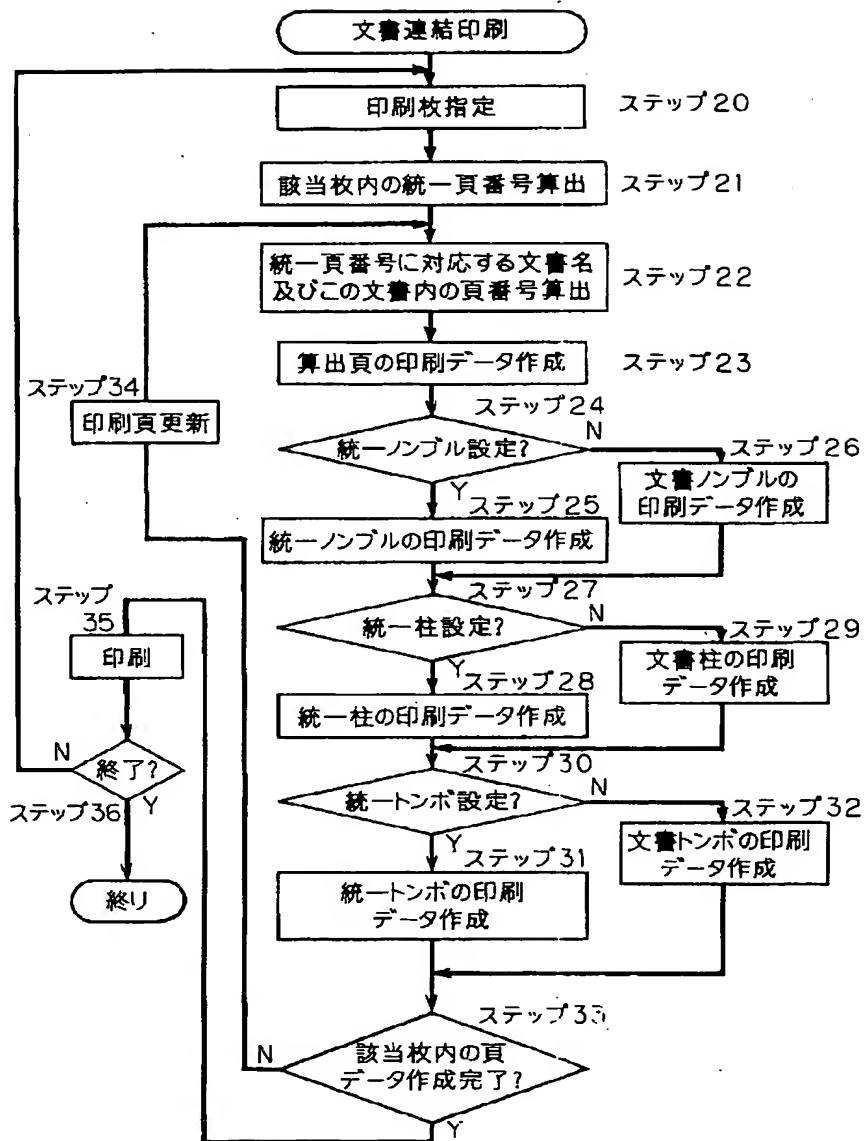 文書連結印刷
印刷枚指定
ステップ20
該当枚内の統一頁番号算出
ステップ21
統一頁番号に対応する文書名
及びこの文書内の頁番号算出
ステップ22
算出頁の印刷データ作成
ステップ23
ステップ34
印刷頁更新
ステップ24
統一ノンブル設定?
N
Y
ステップ26
文書ノンブルの
印刷データ作成
ステップ25
統一ノンブルの印刷データ作成
ステップ27
統一柱設定?
N
Y
ステップ29
文書柱の印刷
データ作成
ステップ28
統一柱の印刷データ作成
ステップ
35
印刷
N
終了?
Y
ステップ36
終り
ステップ30
統一トンボ設定?
N
Y
ステップ32
文書トンボの印刷
データ作成
ステップ31
統一トンボの印刷
データ作成
ステップ33
該当枚内の頁
データ作成完了?
N
Y